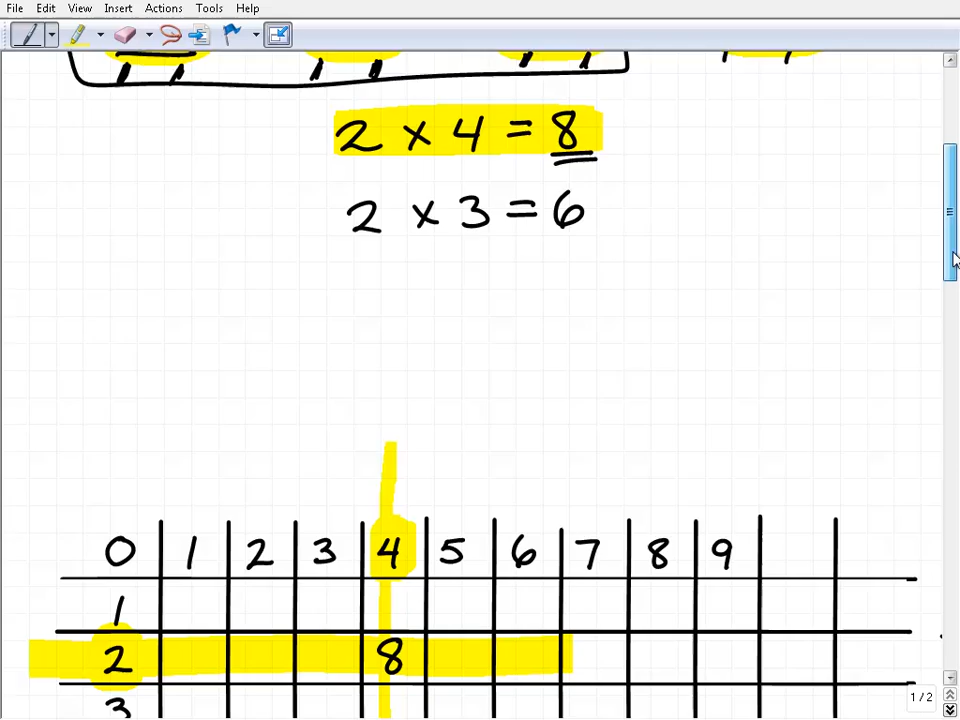 File Edit View Insert Actions Tools Help
2 x 4 = 8
2 x 3 = 6
0 1 2 3 4 5 6 7 8 9
1
2 8
3
1/2